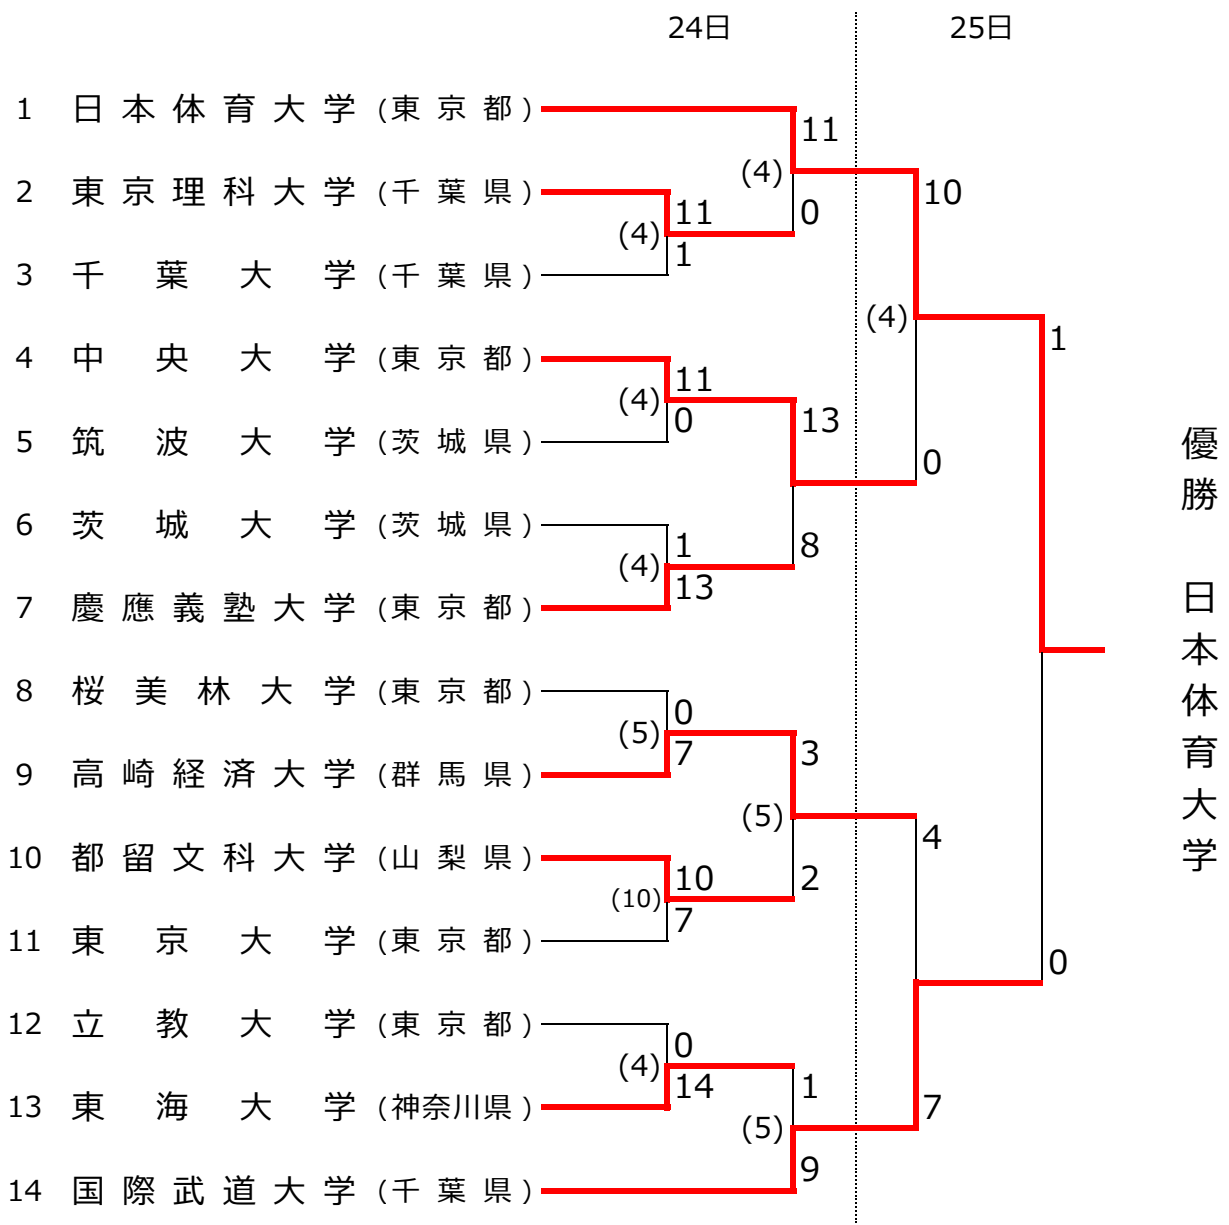 24日 25日
1 日本体育大学 (東京都)
11
(4)
2 東京理科大学 (千葉県)
10
11
0
(4)
1
3 千葉大学 (千葉県)
(4)
1
4 中央大学 (東京都)
11
(4)
13
0
5 筑波大学 (茨城県)
0
6 茨城大学 (茨城県)
1
8
(4)
13
7 慶應義塾大学 (東京都)
8 桜美林大学 (東京都)
0
(5)
7
3
9 高崎経済大学 (群馬県)
(5)
4
10 都留文科大学 (山梨県)
10
2
(10)
7
11 東京大学 (東京都)
0
12 立教大学 (東京都)
0
(4)
14
1
13 東海大学 (神奈川県)
7
(5)
9
14 国際武道大学 (千葉県)
優勝 日本体育大学